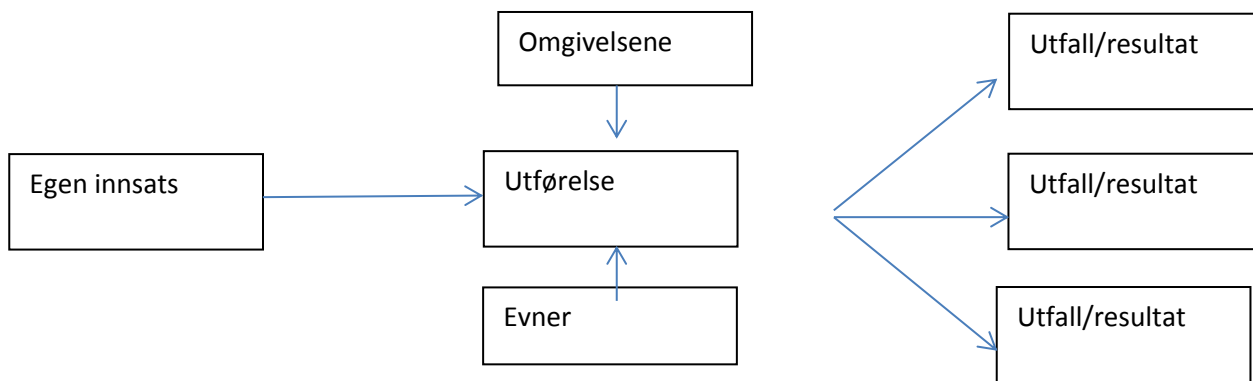 Omgivelsene
Utfall/resultat
Egen innsats
Utførelse
Utfall/resultat
Evner
Utfall/resultat